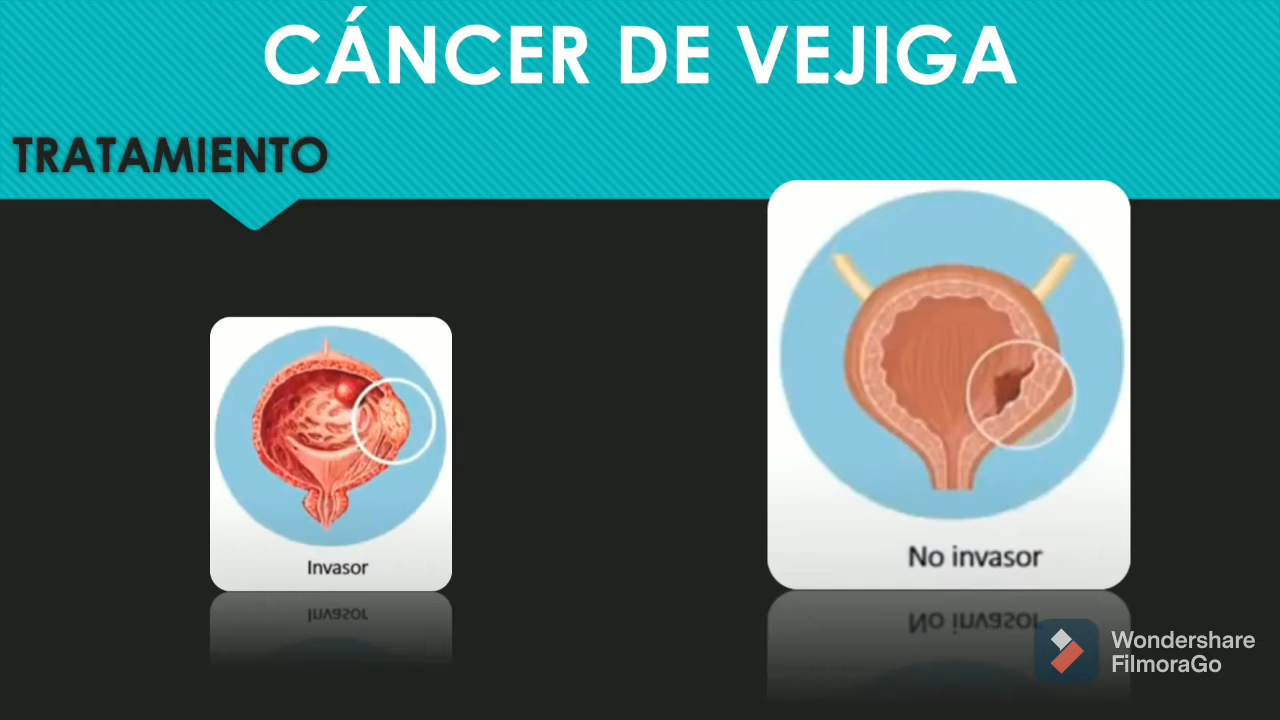 CÁNCER DE VEJIGA
TRATAMIENTO
Invasor
No invasor
Wondershare
FilmoraGo